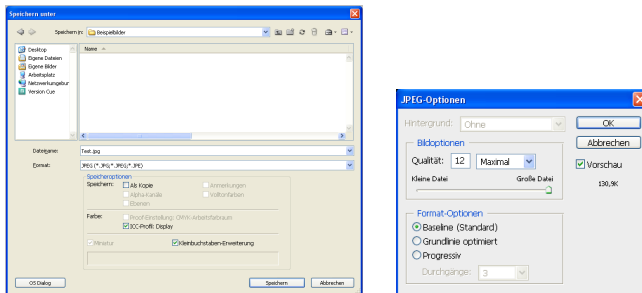 Speichern unter
Speichern in: Beispielbilder
Desktop
Eigene Dateien
Eigene Bilder
Arbeitsplatz
Netzwerkumgebur
Version Cue
Name
Dateiname: Test.jpg
Format: JPEG (*.JPG;*.JPEG;*.JPE)
Speicheroptionen
Speichern: Als Kopie Anmerkungen
Alpha-Kanäle Volltonfarben
Ebenen
Farbe: Proof-Einstellung: CMYK-Arbeitsfarbraum
ICC-Profil: Display
Miniatur Kleinbuchstaben-Erweiterung
OS Dialog Speichern Abbrechen
JPEG-Optionen
Hintergrund: Ohne OK
Bildoptionen Abbrechen
Qualität: 12 Maximal Vorschau
Kleine Datei Große Datei 130,9K
Format-Optionen
Baseline (Standard)
Grundlinie optimiert
Progressiv
Durchgänge: 3